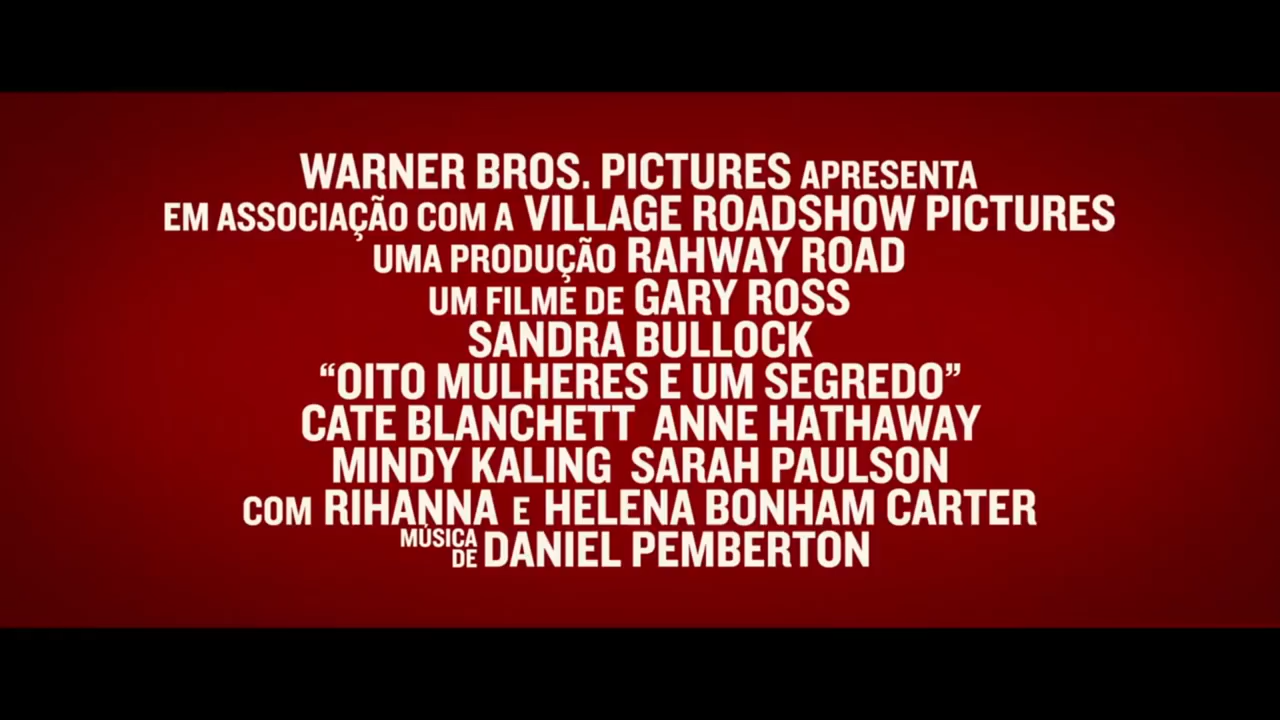 WARNER BROS. PICTURES APRESENTA
EM ASSOCIAÇÃO COM A VILLAGE ROADSHOW PICTURES
UMA PRODUÇÃO RAHWAY ROAD
UM FILME DE GARY ROSS
SANDRA BULLOCK
“OITO MULHERES E UM SEGREDO”
CATE BLANCHETT ANNE HATHAWAY
MINDY KALING SARAH PAULSON
COM RIHANNA E HELENA BONHAM CARTER
MÚSICA DE DANIEL PEMBERTON